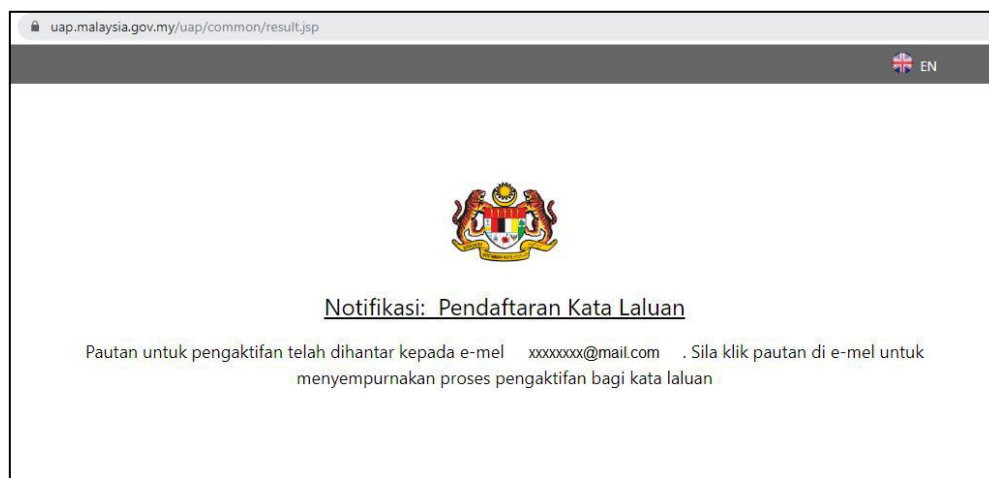 uap.malaysia.gov.my/uap/common/result.jsp
EN
Notifikasi: Pendaftaran Kata Laluan
Pautan untuk pengaktifan telah dihantar kepada e-mel xxxxxxxx@mail.com . Sila klik pautan di e-mel untuk
menyempurnakan proses pengaktifan bagi kata laluan